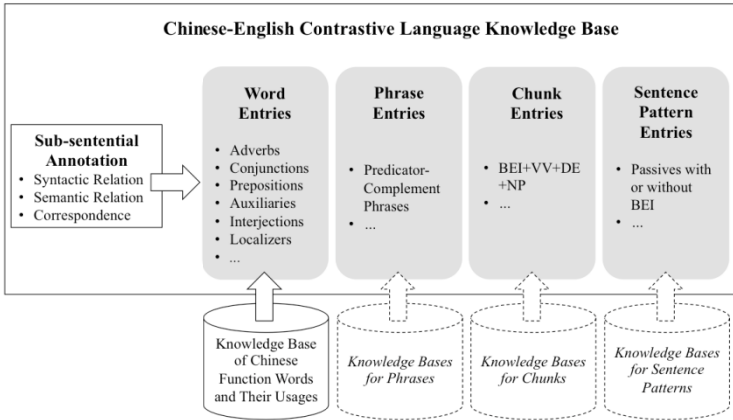 Chinese-English Contrastive Language Knowledge Base
Sub-sentential
Annotation
• Syntactic Relation
• Semantic Relation
• Correspondence
Word
Entries
• Adverbs
• Conjunctions
• Prepositions
• Auxiliaries
• Interjections
• Localizers
• ...
Phrase
Entries
• Predicator-
Complement
Phrases
• ...
Chunk
Entries
• BEI+VV+DE
+NP
• ...
Sentence
Pattern
Entries
• Passives with
or without
BEI
• ...
Knowledge Base
of Chinese
Function Words
and Their Usages
Knowledge Bases
for Phrases
Knowledge Bases
for Chunks
Knowledge Bases
for Sentence
Patterns